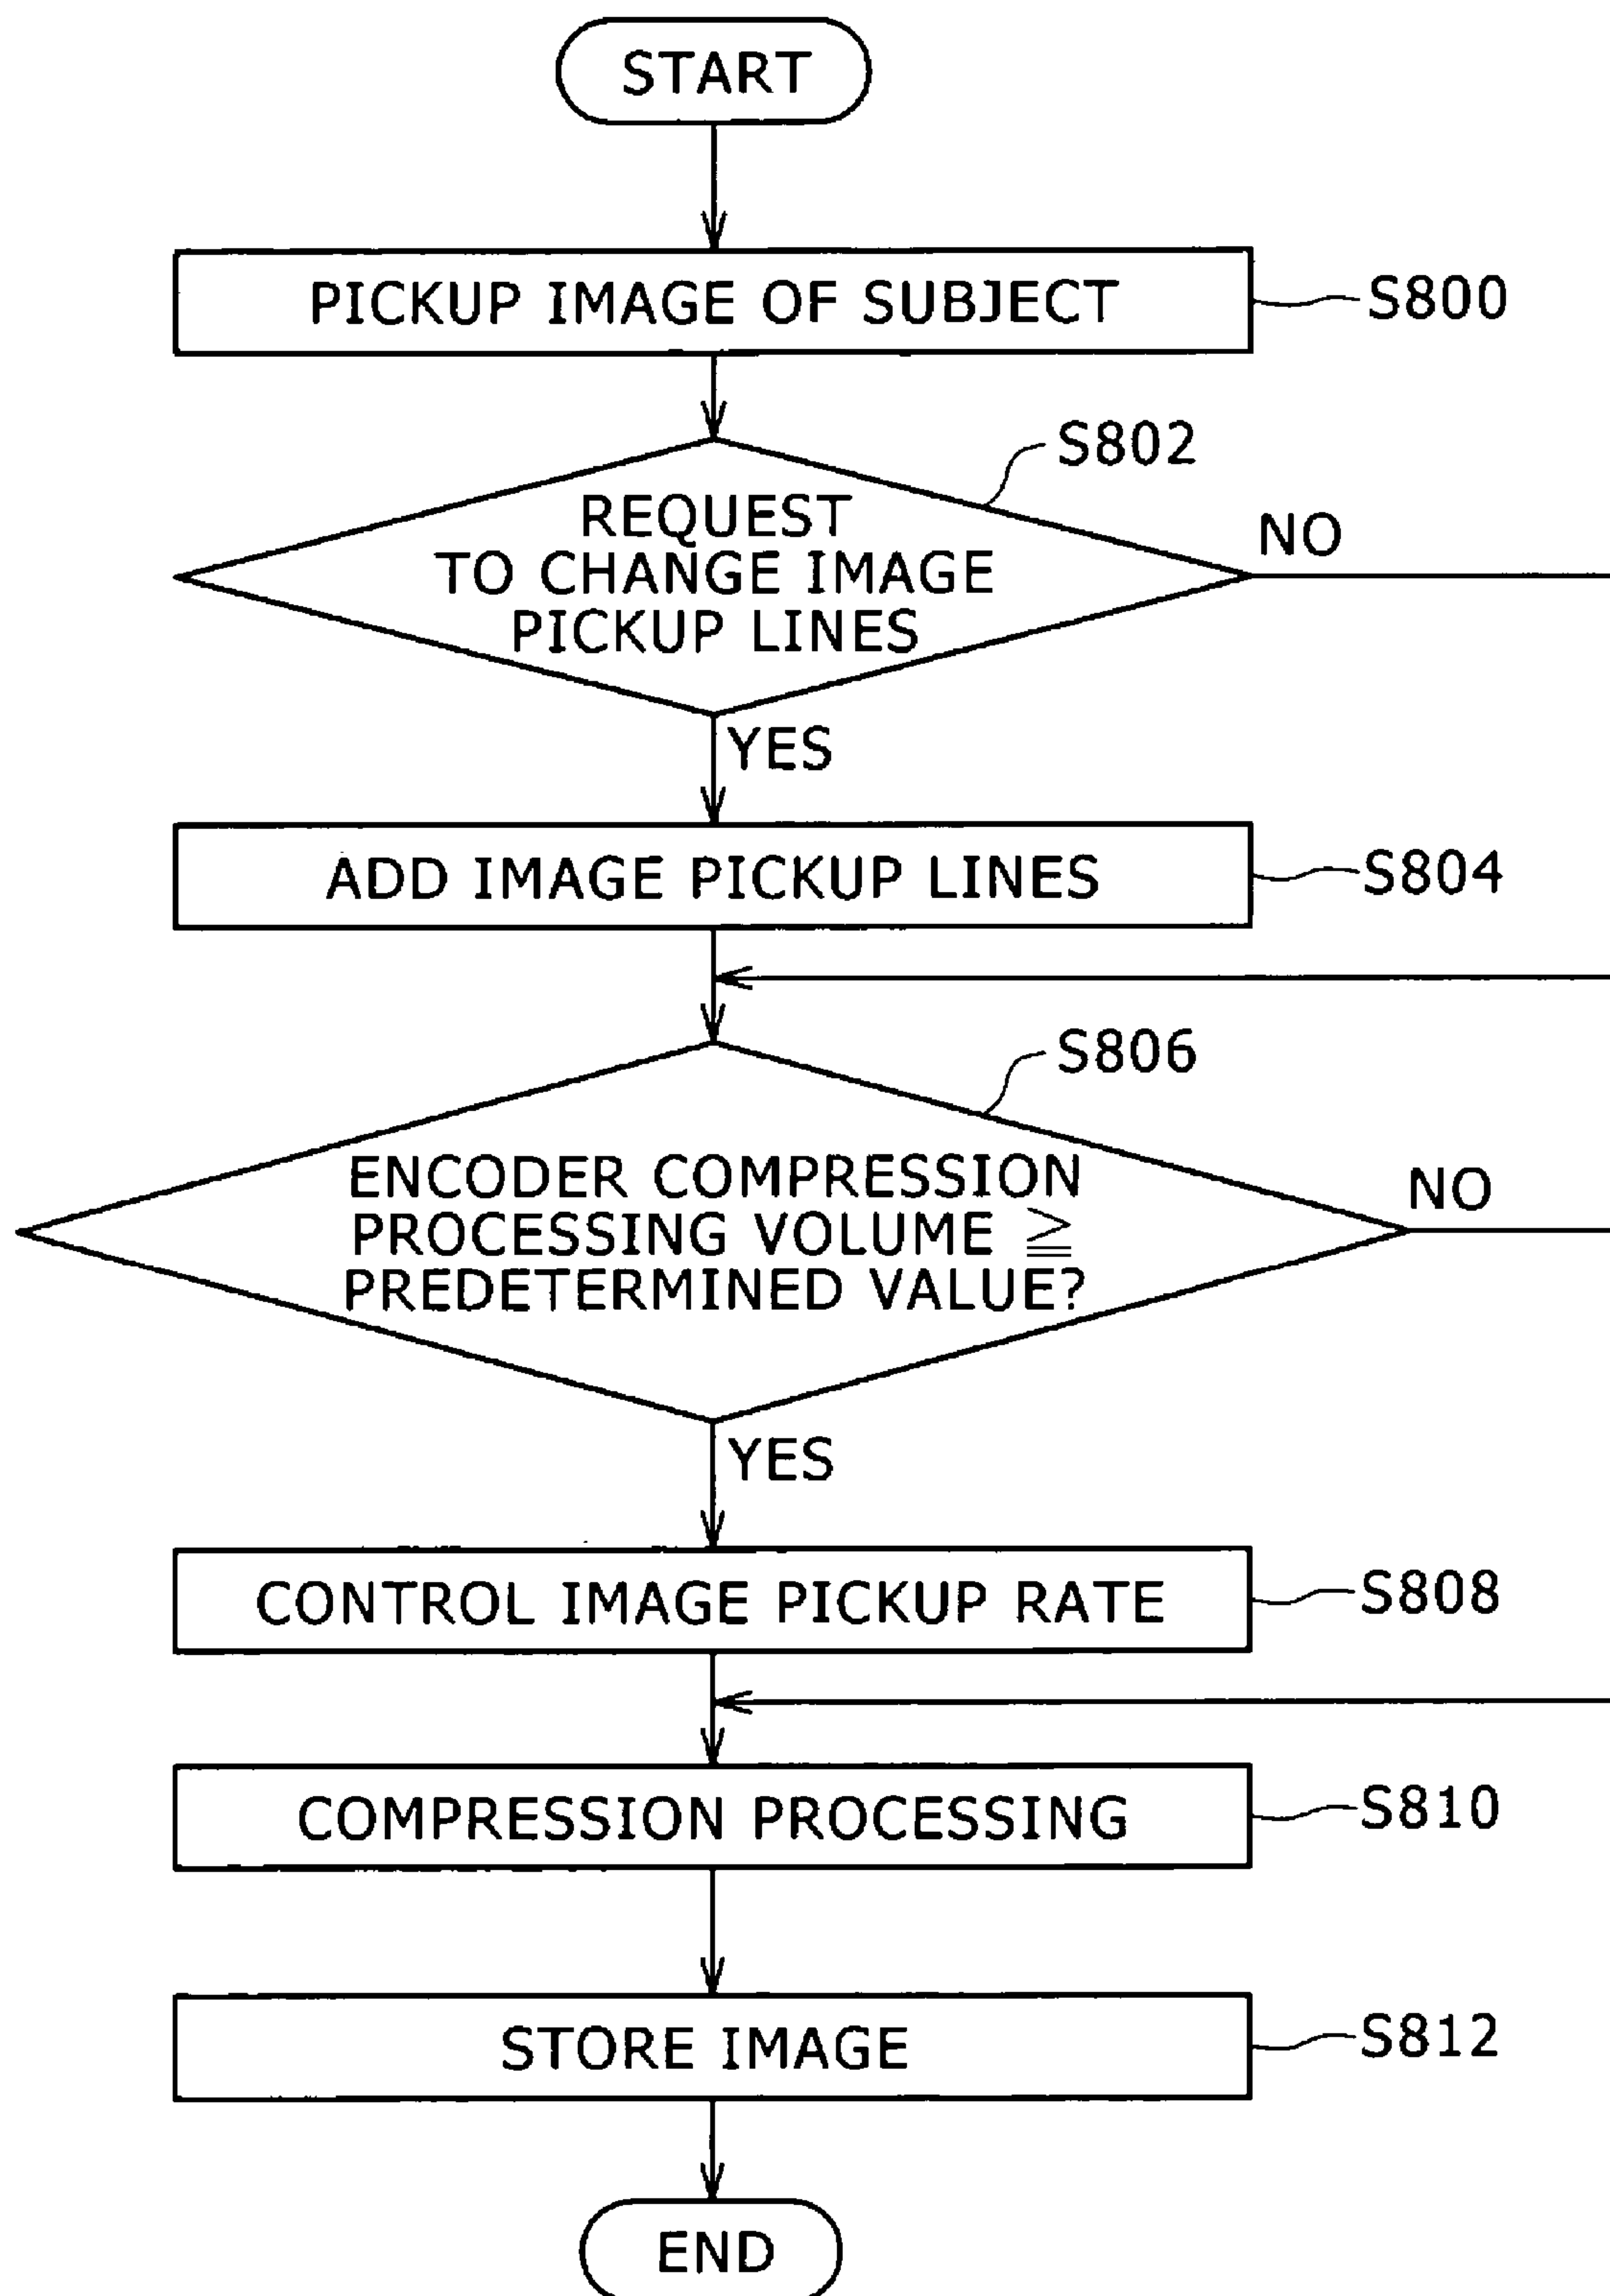 START
PICKUP IMAGE OF SUBJECT
S800
S802
REQUEST
TO CHANGE IMAGE
PICKUP LINES
NO
YES
ADD IMAGE PICKUP LINES
S804
S806
ENCODER COMPRESSION
PROCESSING VOLUME ≧
PREDETERMINED VALUE?
NO
YES
CONTROL IMAGE PICKUP RATE
S808
COMPRESSION PROCESSING
S810
STORE IMAGE
S812
END